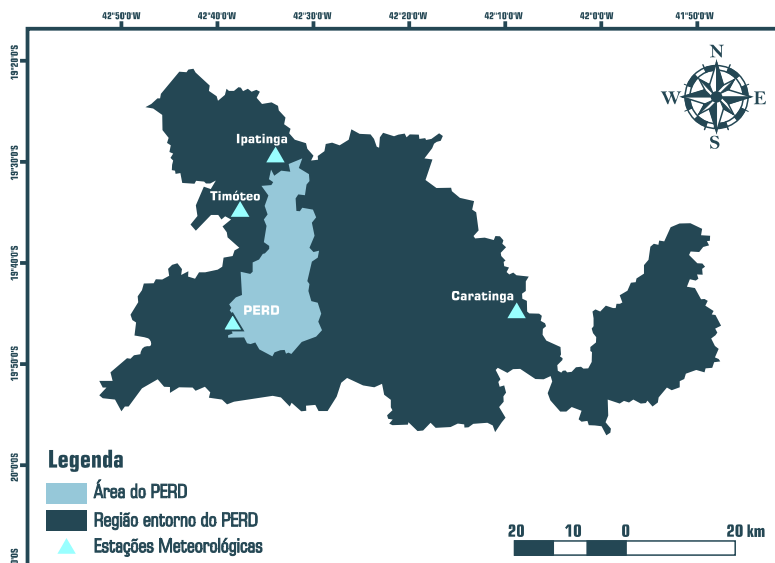 42°50'0"W 42°40'0"W 42°30'0"W 42°20'0"W 42°10'0"W 42°0'0"W 41°50'0"W
19°20'0"S
19°30'0"S
19°40'0"S
19°50'0"S
20°0'0"S
0'0"S
N
W E
S
Ipatinga
Timóteo
Caratinga
PERD
Legenda
Área do PERD
Região entorno do PERD
Estações Meteorológicas
20 10 0 20 km